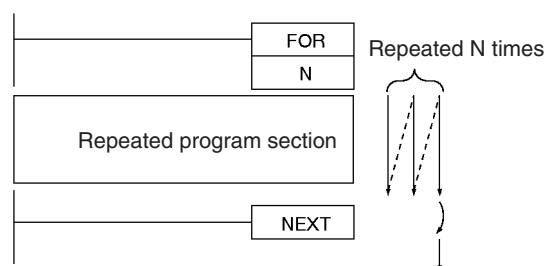 FOR
Repeated N times
N
Repeated program section
NEXT